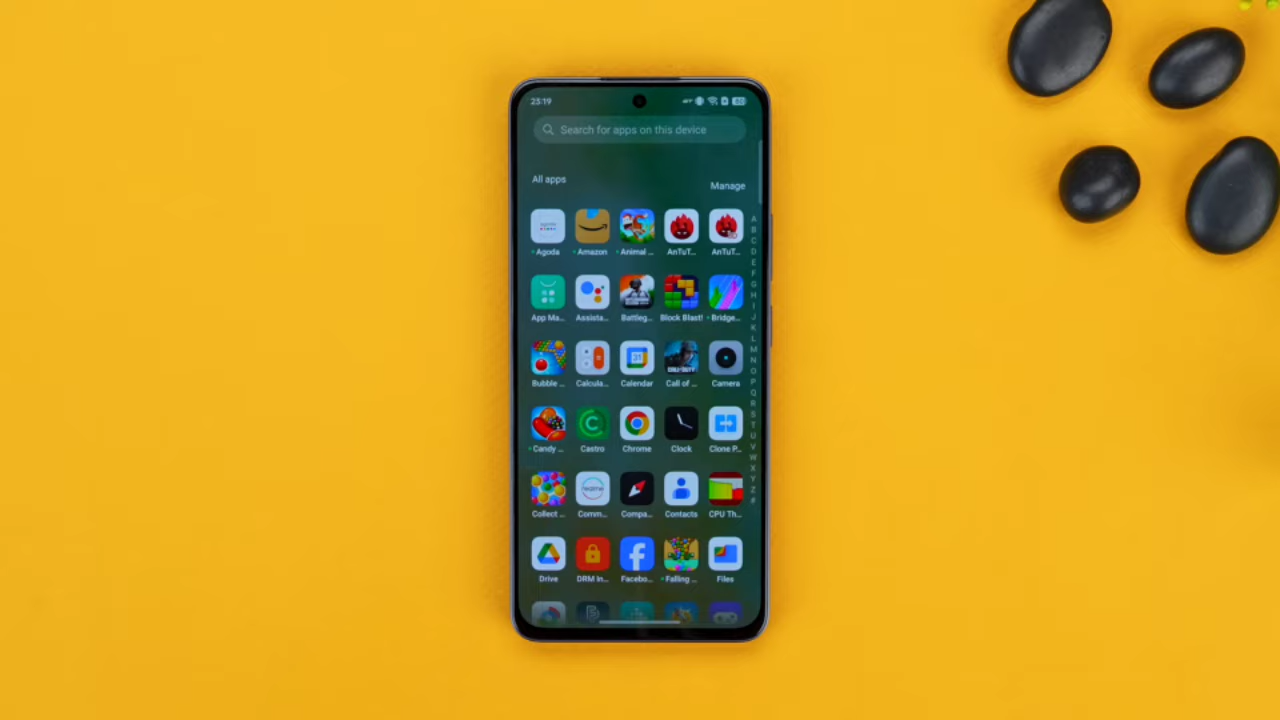 23:19
80
Search for apps on this device
All apps
Manage
Agoda Amazon Animal ... AnTuT... AnTuT...
App Ma... Assista... Battleg... Block Blast! Bridge...
Bubble ... Calcula... Calendar Call of ... Camera
Candy ... Castro Chrome Clock Clone P...
Collect ... Comm... Compa... Contacts CPU Th...
Drive DRM In... Facebo... Falling ... Files
A
B
C
D
E
F
G
H
I
J
K
L
M
N
O
P
Q
R
S
T
U
V
W
X
Y
Z
#